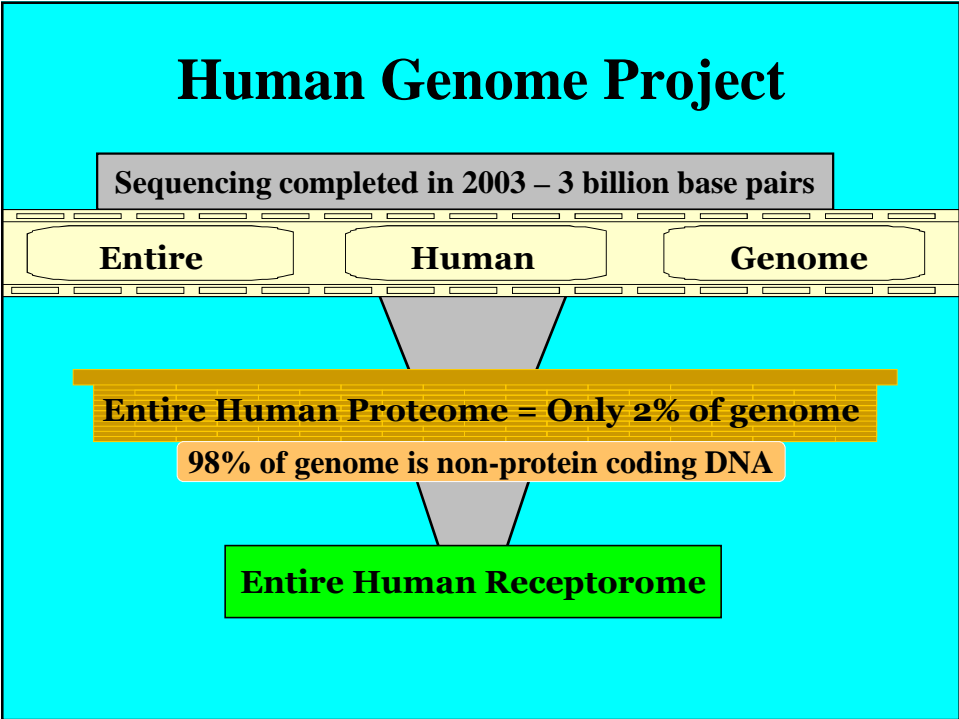 Human Genome Project
Sequencing completed in 2003 – 3 billion base pairs
Entire Human Genome
Entire Human Proteome = Only 2% of genome
98% of genome is non-protein coding DNA
Entire Human Receptorome